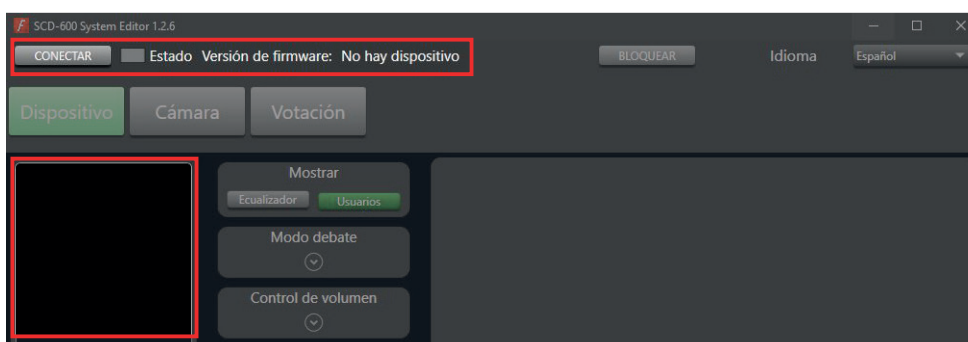 SCD-600 System Editor 1.2.6
CONECTAR Estado Versión de firmware: No hay dispositivo BLOQUEAR Idioma Español
Dispositivo Cámara Votación
Mostrar
Ecualizador Usuarios
Modo debate
Control de volumen